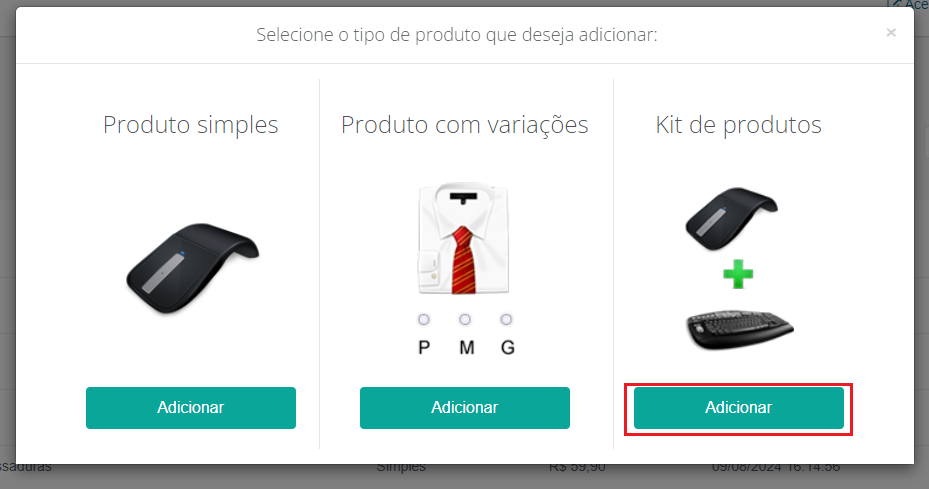 Ace
Selecione o tipo de produto que deseja adicionar:
×
Produto simples
Produto com variações
Kit de produtos
P M G
Adicionar
Adicionar
Adicionar
ssaduras Simples R$ 59,90 09/08/2024 16:14:56